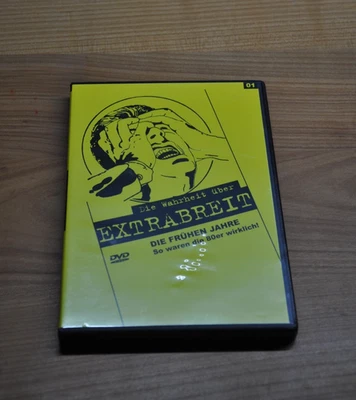 01
Die Wahrheit über
EXTRABREIT
DIE FRÜHEN JAHRE
So waren die 80er wirklich!
DVD